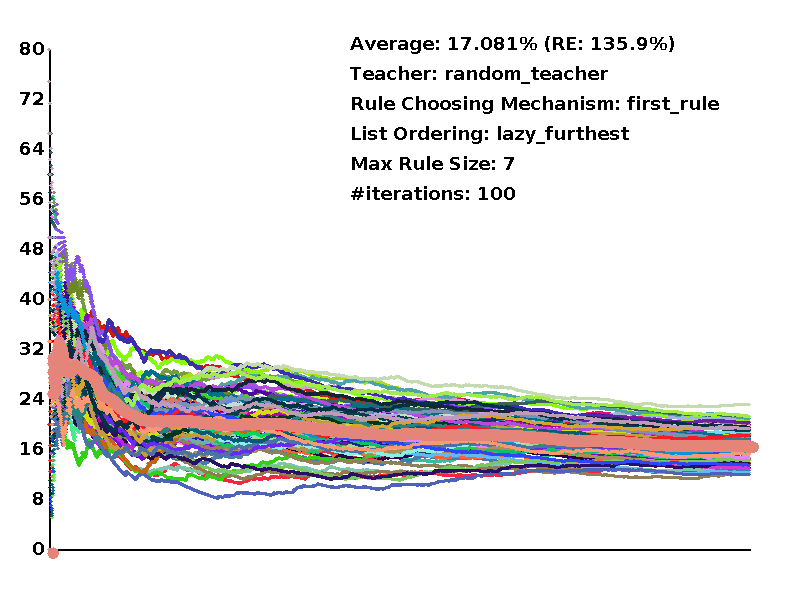 Average: 17.081% (RE: 135.9%)
Teacher: random_teacher
Rule Choosing Mechanism: first_rule
List Ordering: lazy_furthest
Max Rule Size: 7
#iterations: 100
80
72
64
56
48
40
32
24
16
8
0